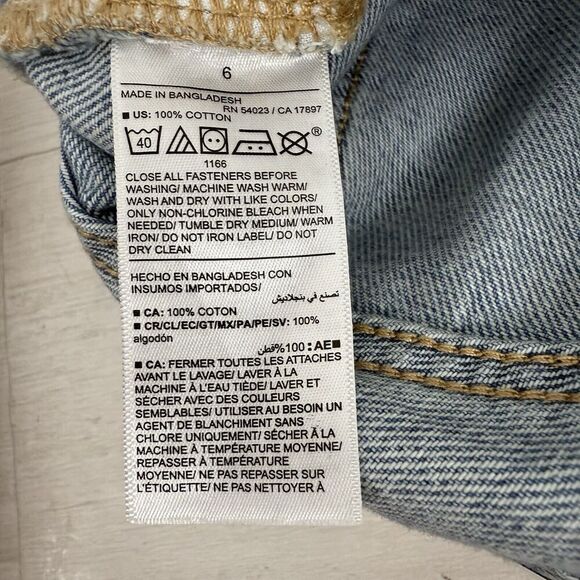 6
MADE IN BANGLADESH
RN 54023 / CA 17897
■ US: 100% COTTON
40 ®
1166
CLOSE ALL FASTENERS BEFORE
WASHING/ MACHINE WASH WARM/
WASH AND DRY WITH LIKE COLORS/
ONLY NON-CHLORINE BLEACH WHEN
NEEDED/ TUMBLE DRY MEDIUM/ WARM
IRON/ DO NOT IRON LABEL/ DO NOT
DRY CLEAN
HECHO EN BANGLADESH CON
INSUMOS IMPORTADOS/
صنع في بنجلاديش
■ CA: 100% COTON
■ CR/CL/EC/GT/MX/PA/PE/SV: 100%
algodón
■AE: 100% قطن
■ CA: FERMER TOUTES LES ATTACHES
AVANT LE LAVAGE/ LAVER À LA
MACHINE À L'EAU TIÈDE/ LAVER ET
SÉCHER AVEC DES COULEURS
SEMBLABLES/ UTILISER AU BESOIN UN
AGENT DE BLANCHIMENT SANS
CHLORE UNIQUEMENT/ SÉCHER À LA
MACHINE À TEMPÉRATURE MOYENNE/
REPASSER À TEMPÉRATURE
MOYENNE/ NE PAS REPASSER SUR
L'ÉTIQUETTE/ NE PAS NETTOYER À